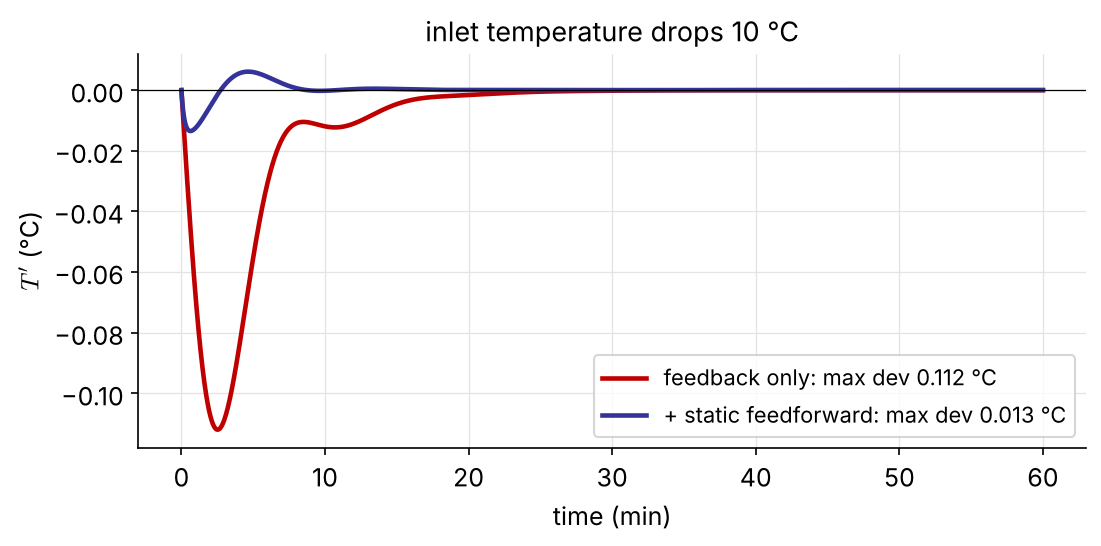 inlet temperature drops 10 °C
0.00
−0.02
−0.04
−0.06
−0.08
−0.10
T′ (°C)
feedback only: max dev 0.112 °C
+ static feedforward: max dev 0.013 °C
0 10 20 30 40 50 60
time (min)